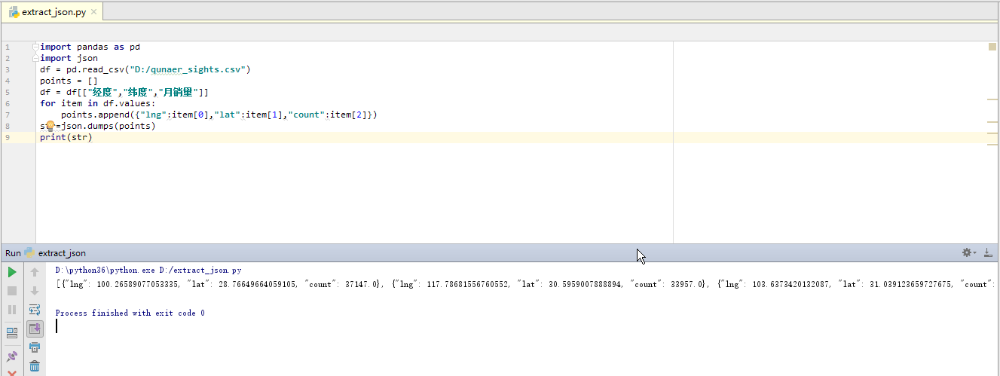 extract_json.py
1 import pandas as pd
2 import json
3 df = pd.read_csv("D:/qunaer_sights.csv")
4 points = []
5 df = df[["经度","纬度","月销量"]]
6 for item in df.values:
7 points.append({"lng":item[0],"lat":item[1],"count":item[2]})
8 str=json.dumps(points)
9 print(str)
Run extract_json
D:\python36\python.exe D:/extract_json.py
[{"lng": 100.26589077053335, "lat": 28.76649664059105, "count": 37147.0}, {"lng": 117.78681556760552, "lat": 30.5959007888894, "count": 33957.0}, {"lng": 103.6373420132087, "lat": 31.039123659727675, "count":
Process finished with exit code 0